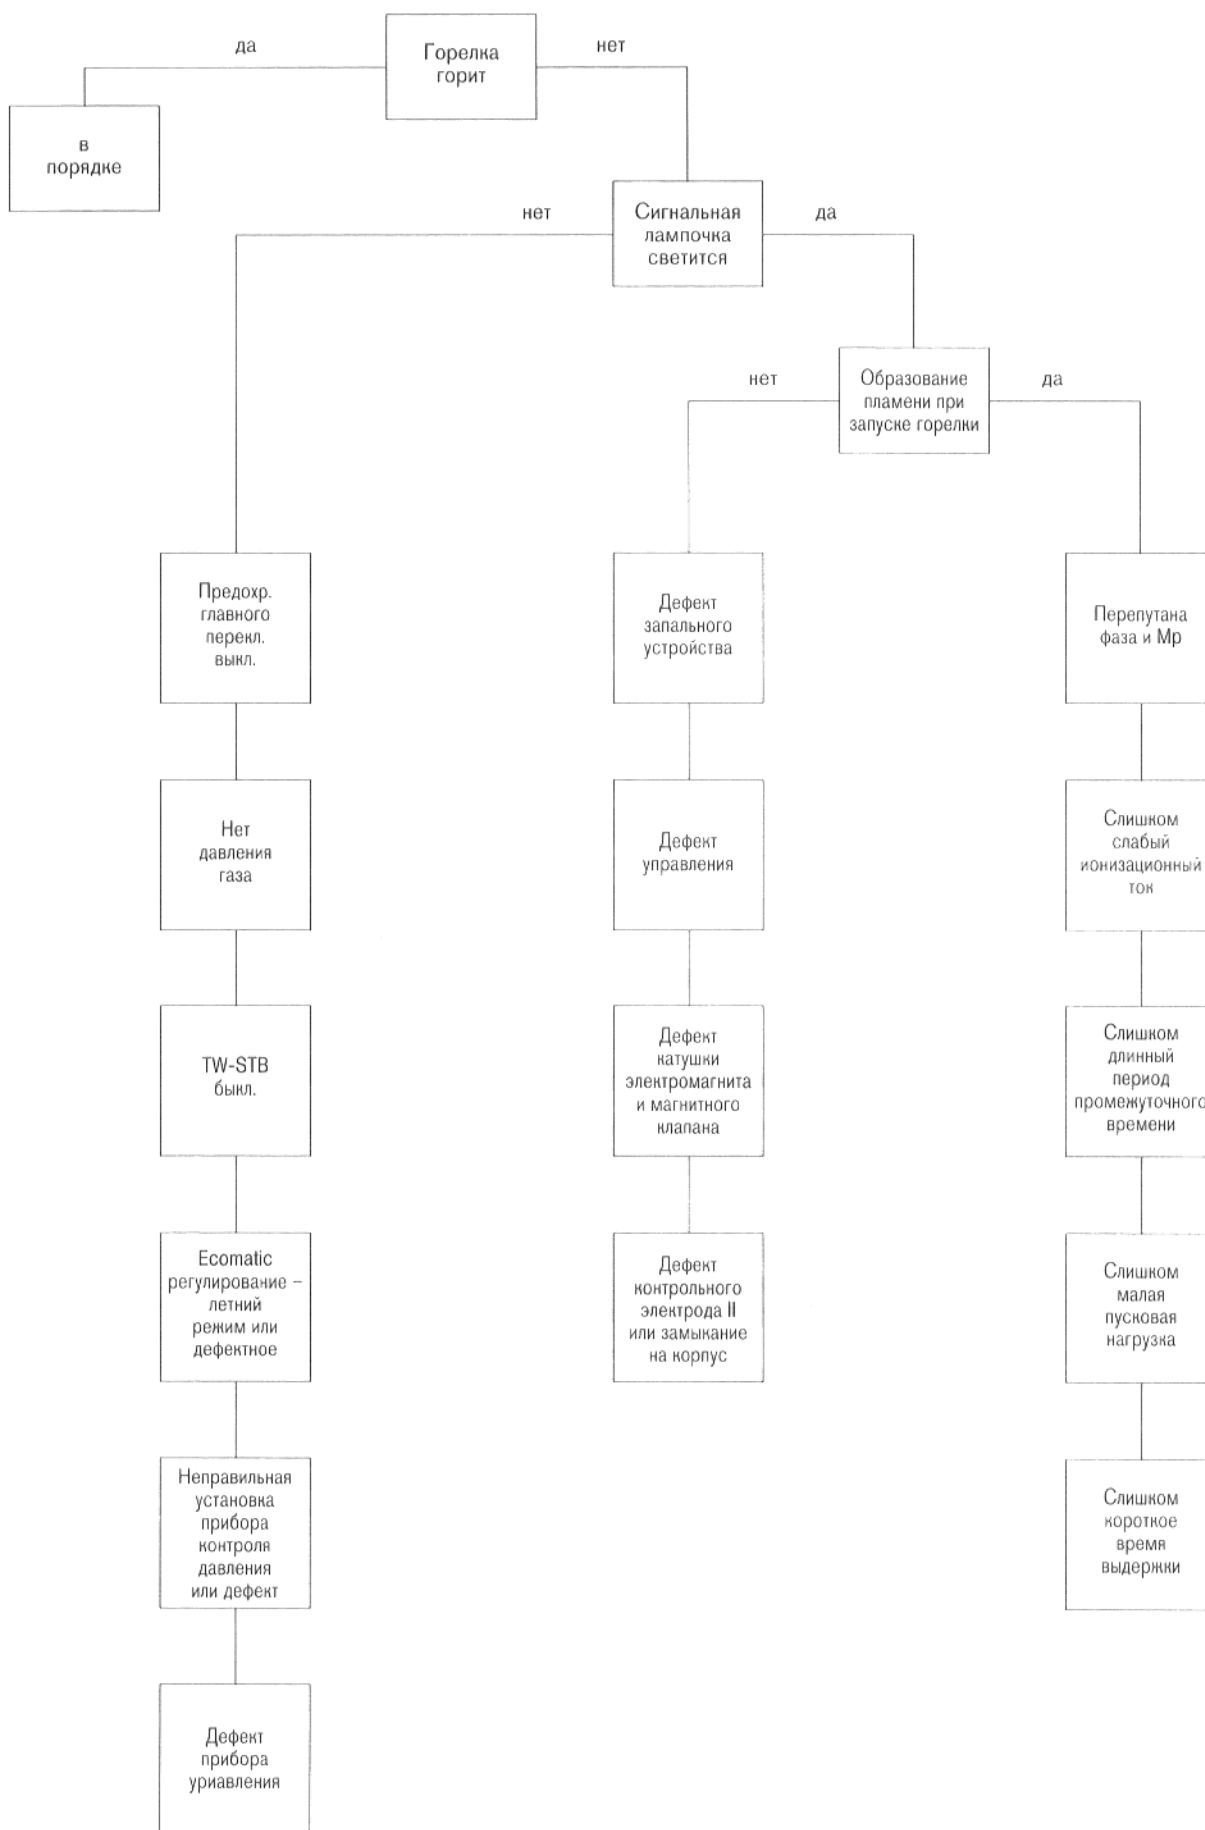 да
Горелка
горит
нет
в
порядке
нет
Сигнальная
лампочка
светится
да
нет
Образование
пламени при
запуске горелки
да
Предохр.
главного
перекл.
выкл.
Дефект
запального
устройства
Перепутана
фаза и Мр
Нет
давления
газа
Дефект
управления
Слишком
слабый
ионизационный
ток
TW-STB
быкл.
Дефект
катушки
электромагнита
и магнитного
клапана
Слишком
длинный
период
промежуточного
времени
Ecomatic
регулирование –
летний
режим или
дефектное
Дефект
контрольного
электрода II
или замыкание
на корпус
Слишком
малая
пусковая
нагрузка
Неправильная
установка
прибора
контроля
давления
или дефект
Слишком
короткое
время
выдержки
Дефект
прибора
уриавления